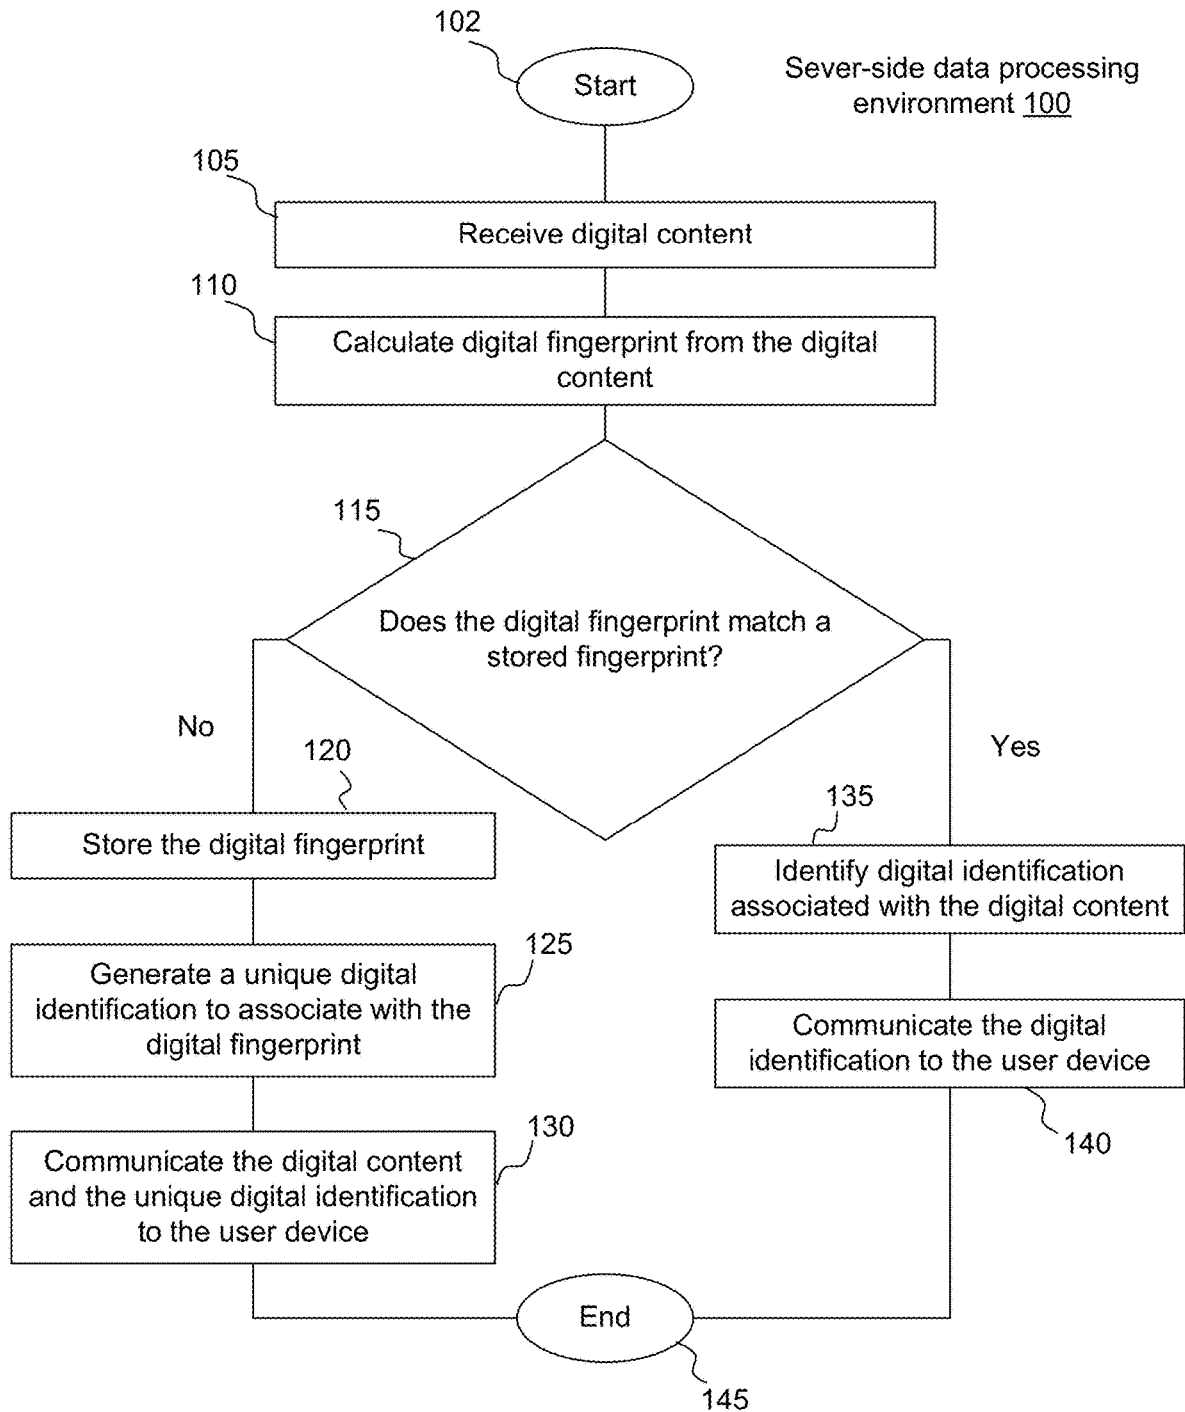 102
Start
Sever-side data processing
environment 100
105
Receive digital content
110
Calculate digital fingerprint from the digital
content
115
Does the digital fingerprint match a
stored fingerprint?
No
Yes
120
Store the digital fingerprint
135
Identify digital identification
associated with the digital content
125
Generate a unique digital
identification to associate with the
digital fingerprint
Communicate the digital
identification to the user device
140
130
Communicate the digital content
and the unique digital identification
to the user device
End
145